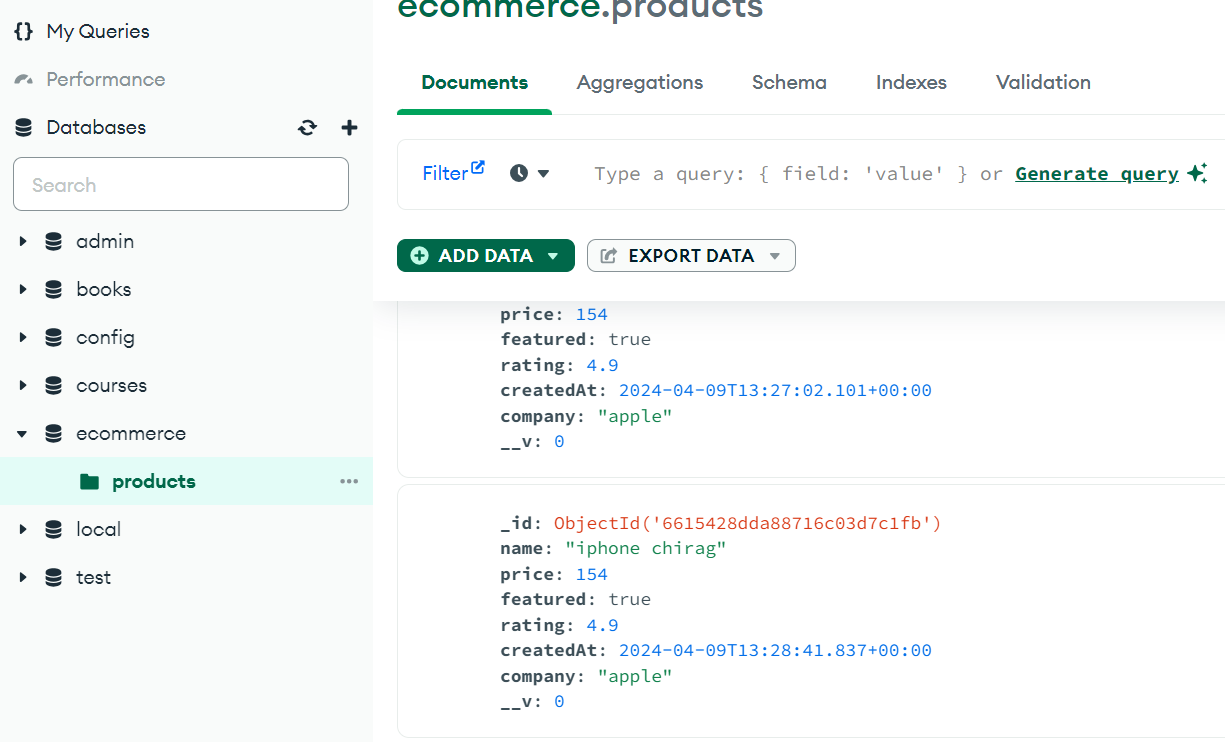 My Queries
Performance
Databases
Search
admin
books
config
courses
ecommerce
products
local
test
ecommerce.products
Documents
Aggregations
Schema
Indexes
Validation
Filter
Type a query: { field: 'value' } or Generate query
ADD DATA
EXPORT DATA
price: 154
featured: true
rating: 4.9
createdAt: 2024-04-09T13:27:02.101+00:00
company: "apple"
__v: 0
_id: ObjectId('6615428dda88716c03d7c1fb')
name: "iphone chirag"
price: 154
featured: true
rating: 4.9
createdAt: 2024-04-09T13:28:41.837+00:00
company: "apple"
__v: 0